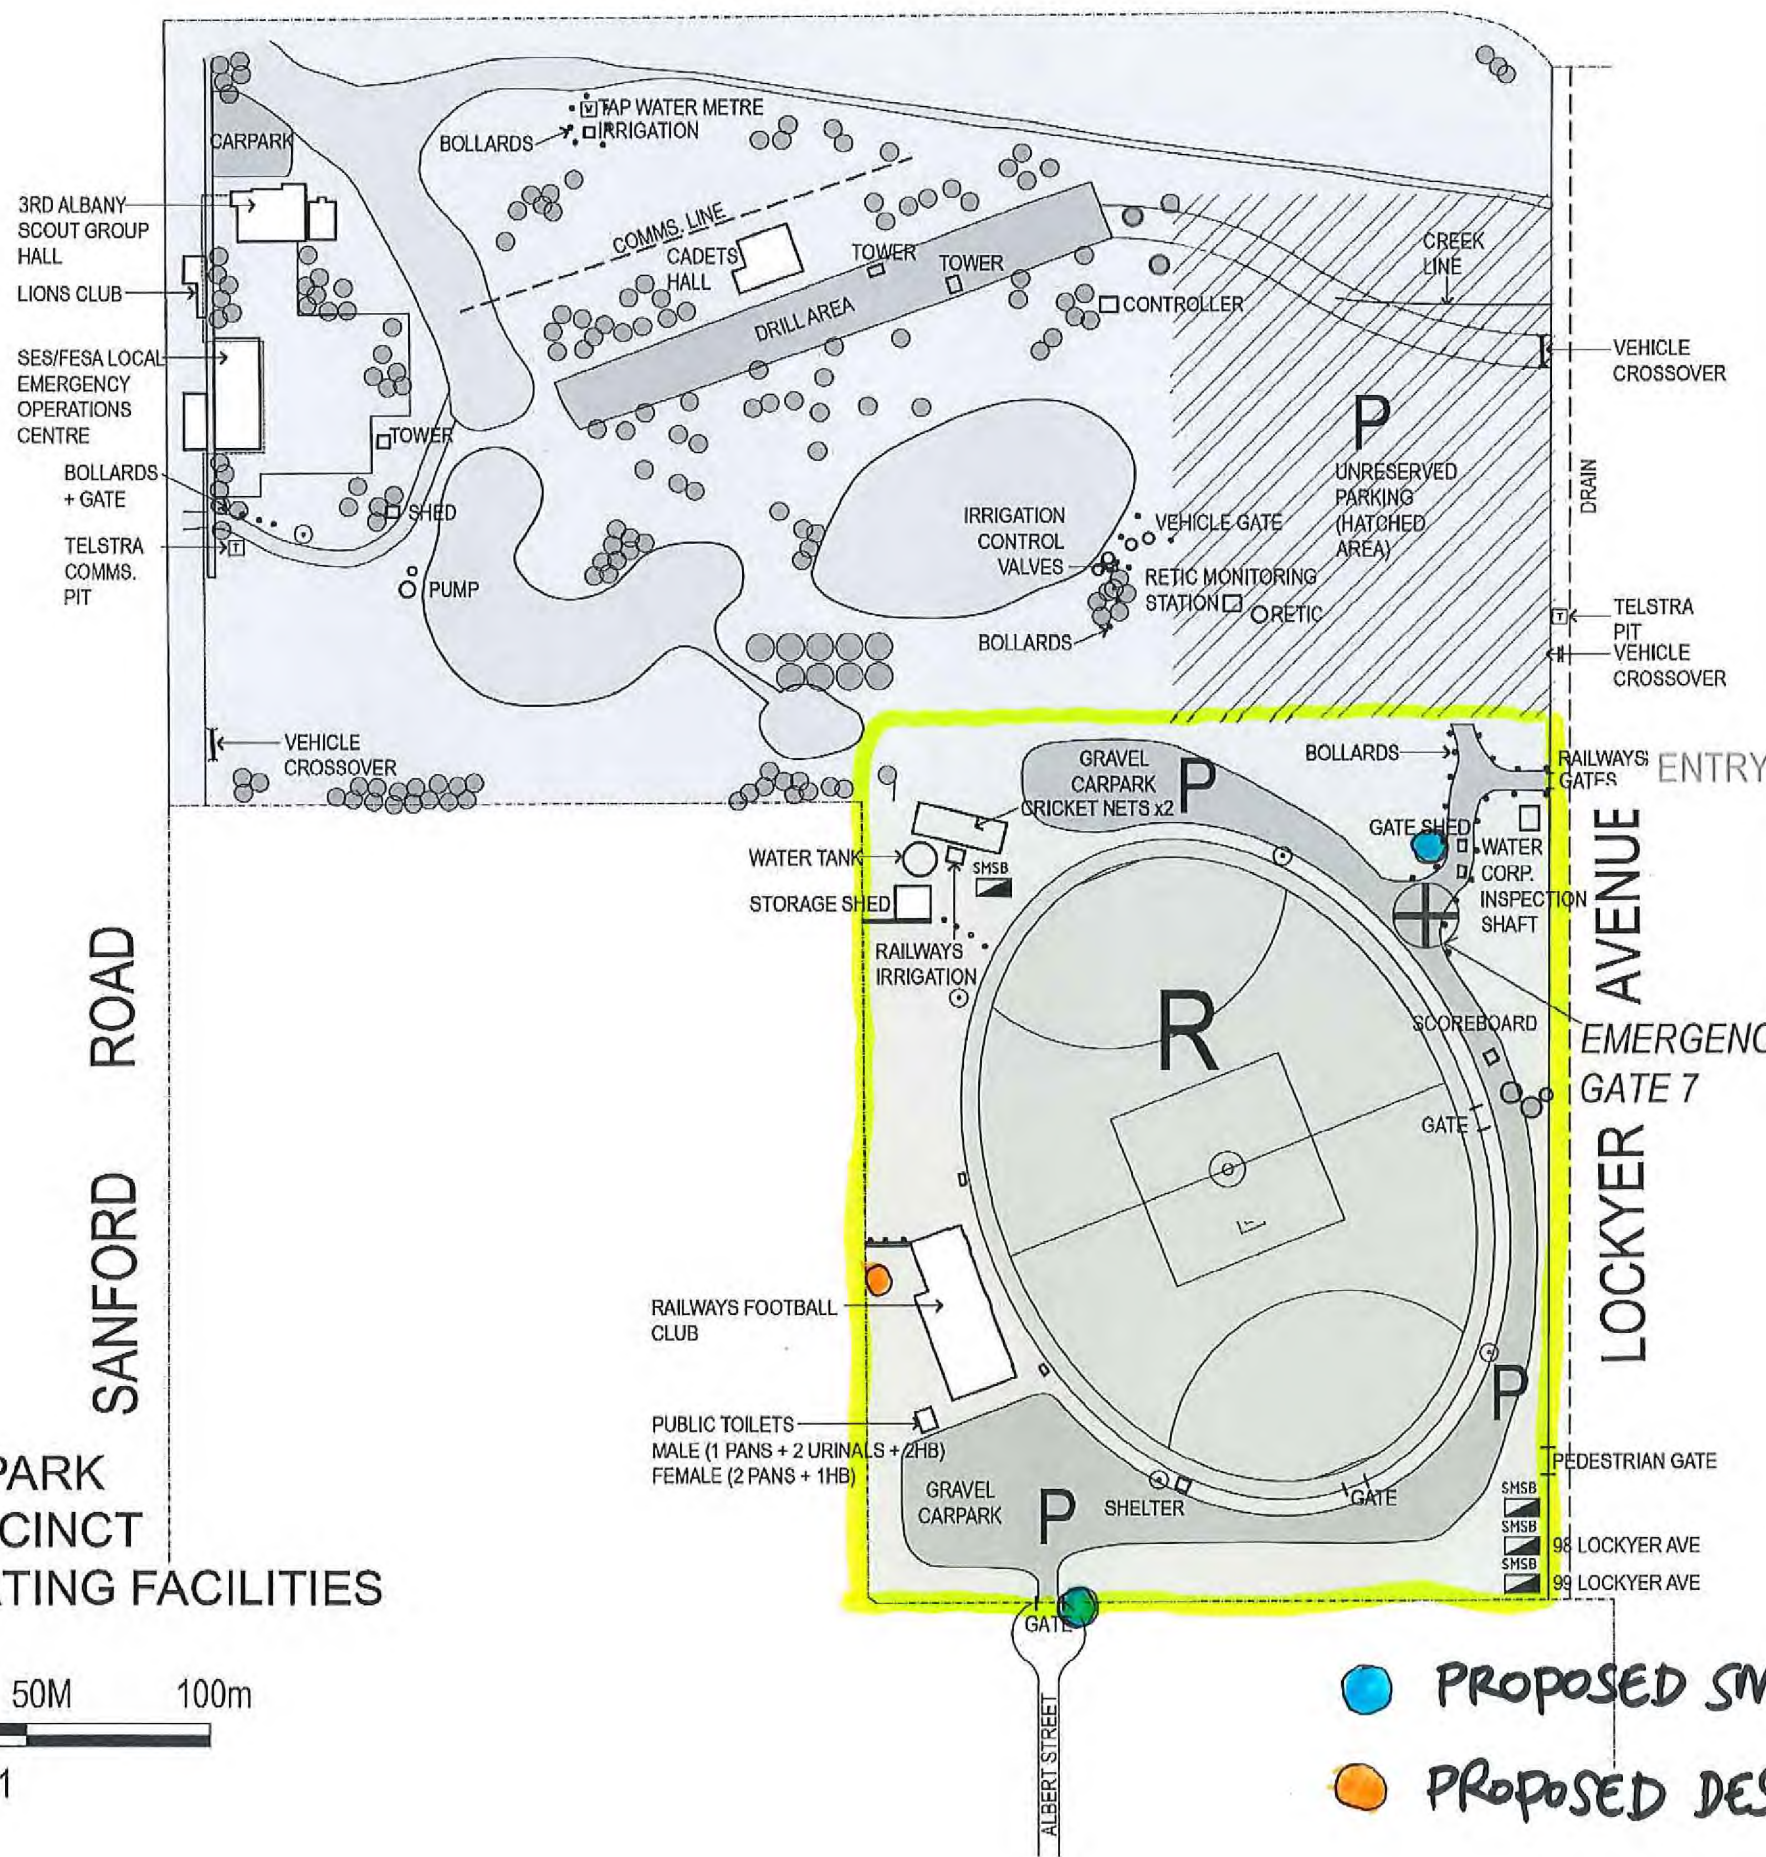 CARPARK
TAP WATER METRE
IRRIGATION
BOLLARDS
3RD ALBANY
SCOUT GROUP
HALL
LIONS CLUB
SES/FESA LOCAL
EMERGENCY
OPERATIONS
CENTRE
BOLLARDS
+ GATE
TELSTRA
COMMS.
PIT
T
TOWER
SHED
PUMP
VEHICLE
CROSSOVER
COMMS. LINE
CADETS
HALL
TOWER
TOWER
DRILL AREA
CONTROLLER
CREEK
LINE
VEHICLE
CROSSOVER
P
UNRESERVED
PARKING
(HATCHED
AREA)
DRAIN
IRRIGATION
CONTROL
VALVES
VEHICLE GATE
RETIC MONITORING
STATION
RETIC
BOLLARDS
T
TELSTRA
PIT
VEHICLE
CROSSOVER
GRAVEL
CARPARK
P
CRICKET NETS x2
BOLLARDS
RAILWAYS
GATES
ENTRY
GATE SHED
WATER
CORP.
INSPECTION
SHAFT
WATER TANK
SMSB
STORAGE SHED
RAILWAYS
IRRIGATION
R
SCOREBOARD
EMERGENC
GATE 7
GATE
LOCKYER AVENUE
SANFORD ROAD
RAILWAYS FOOTBALL
CLUB
PUBLIC TOILETS
MALE (1 PANS + 2 URINALS + 2HB)
FEMALE (2 PANS + 1HB)
P
GRAVEL
CARPARK
P
SHELTER
GATE
PEDESTRIAN GATE
SMSB
SMSB
98 LOCKYER AVE
SMSB
99 LOCKYER AVE
GATE
ALBERT STREET
PARK
CINCT
ATING FACILITIES
50M 100m
1
PROPOSED SM
PROPOSED DES